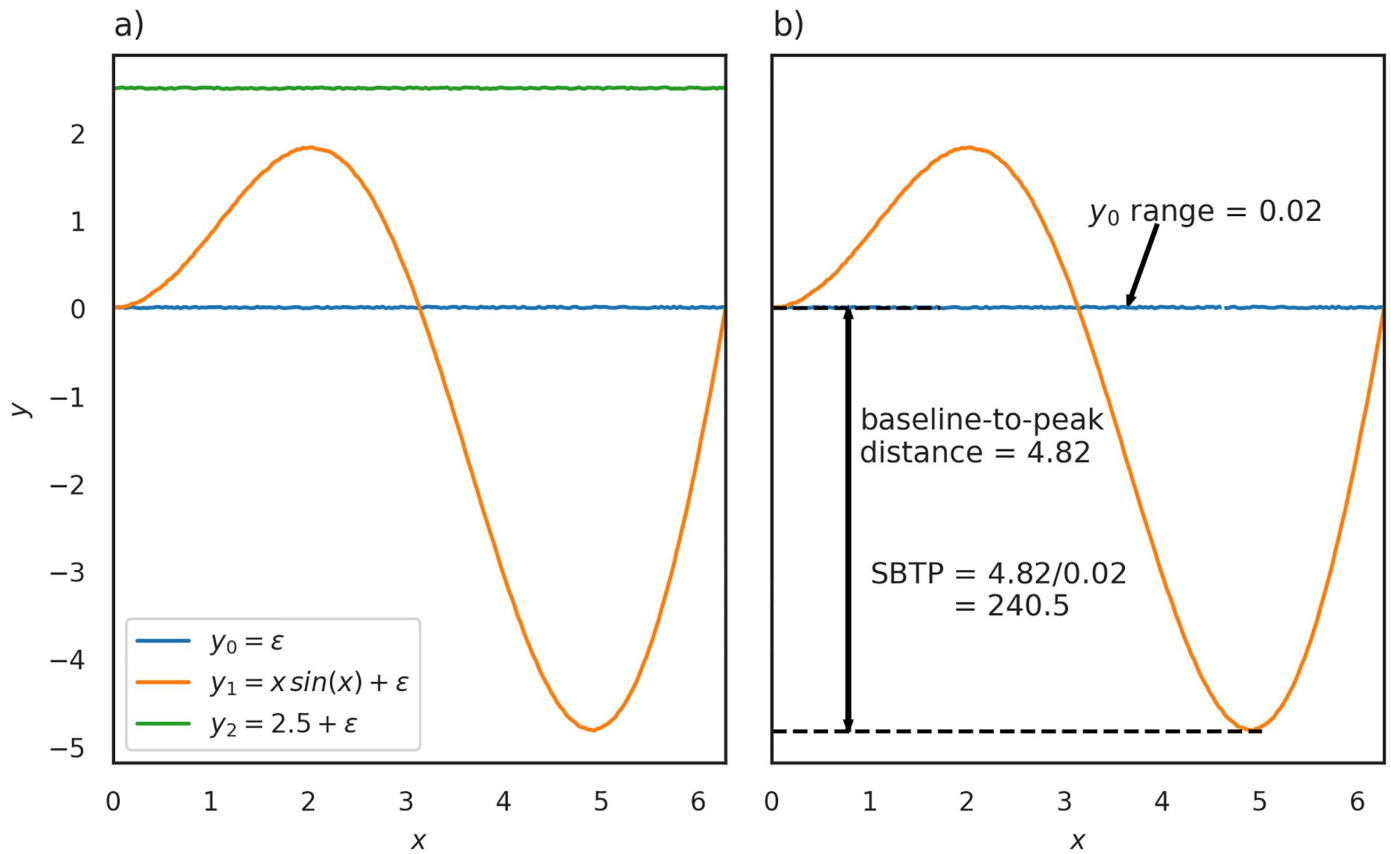 a)
b)
2
1
0
−1
−2
−3
−4
−5
y
y₀ = ε
y₁ = x sin(x) + ε
y₂ = 2.5 + ε
0 1 2 3 4 5 6
x
y₀ range = 0.02
baseline-to-peak
distance = 4.82
SBTP = 4.82/0.02
= 240.5
0 1 2 3 4 5 6
x